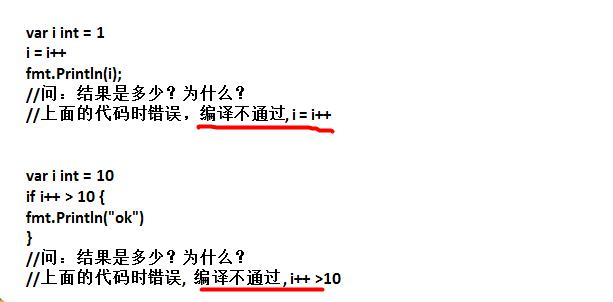 var i int = 1
i = i++
fmt.Println(i);
//问：结果是多少？为什么？
//上面的代码时错误，编译不通过, i = i++
var i int = 10
if i++ > 10 {
fmt.Println("ok")
}
//问：结果是多少？为什么？
//上面的代码时错误, 编译不通过, i++ >10